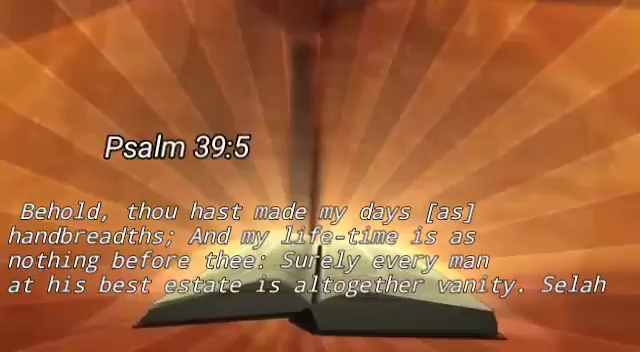 Psalm 39:5
Behold, thou hast made my days [as]
handbreadths; And my life-time is as
nothing before thee: Surely every man
at his best estate is altogether vanity. Selah